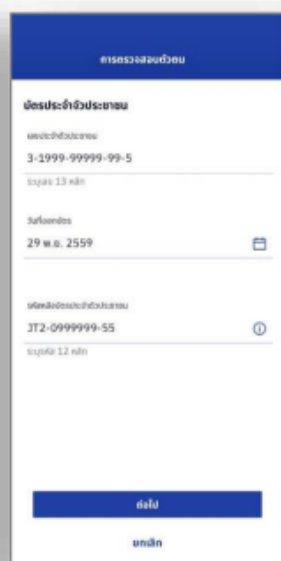 การตรวจสอบตัวตน
บัตรประจำตัวประชาชน
เลขประจำตัวประชาชน
3-1999-99999-99-5
ระบุเลข 13 หลัก
วันที่ออกบัตร
29 พ.ย. 2559
รหัสหลังบัตรประจำตัวประชาชน
JT2-0999999-55
ระบุรหัส 12 หลัก
ต่อไป
ยกเลิก